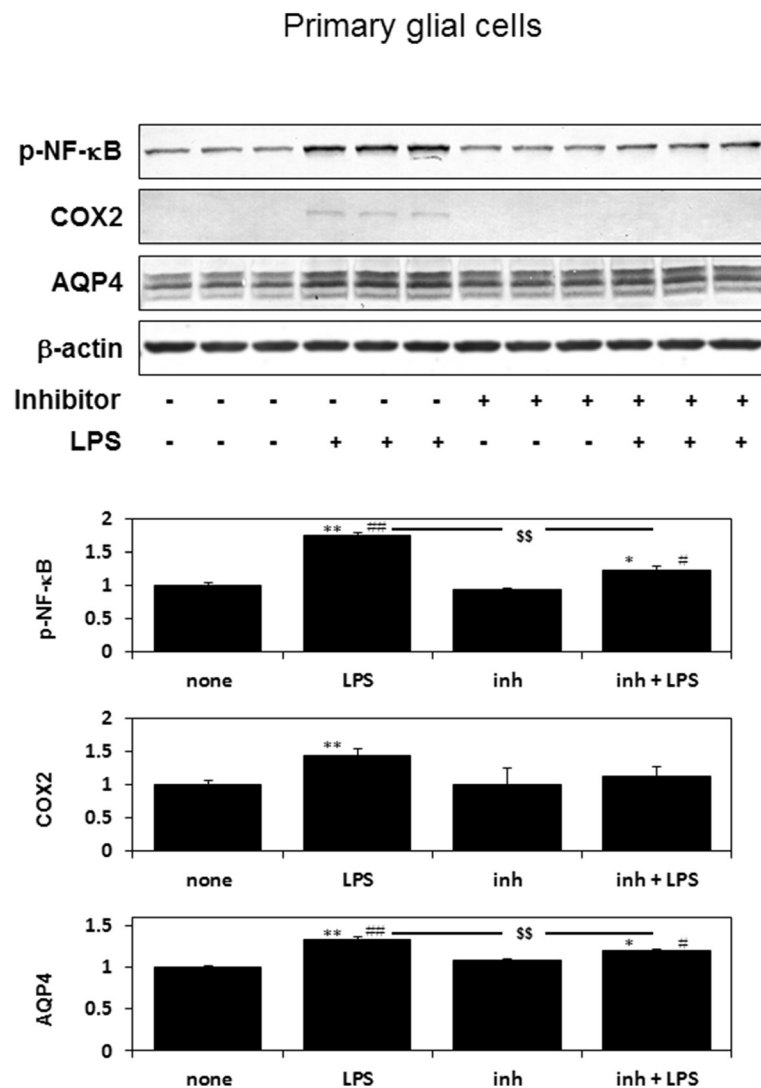 Primary glial cells
p-NF-κB
COX2
AQP4
β-actin
Inhibitor - - - - - - + + + + + +
LPS - - - + + + - - - + + +
2
1.5
1
0.5
0
p-NF-κB
** ## $$ * #
none LPS inh inh + LPS
2
1.5
1
0.5
0
COX2
**
none LPS inh inh + LPS
1.5
1
0.5
0
AQP4
** ## $$ * #
none LPS inh inh + LPS